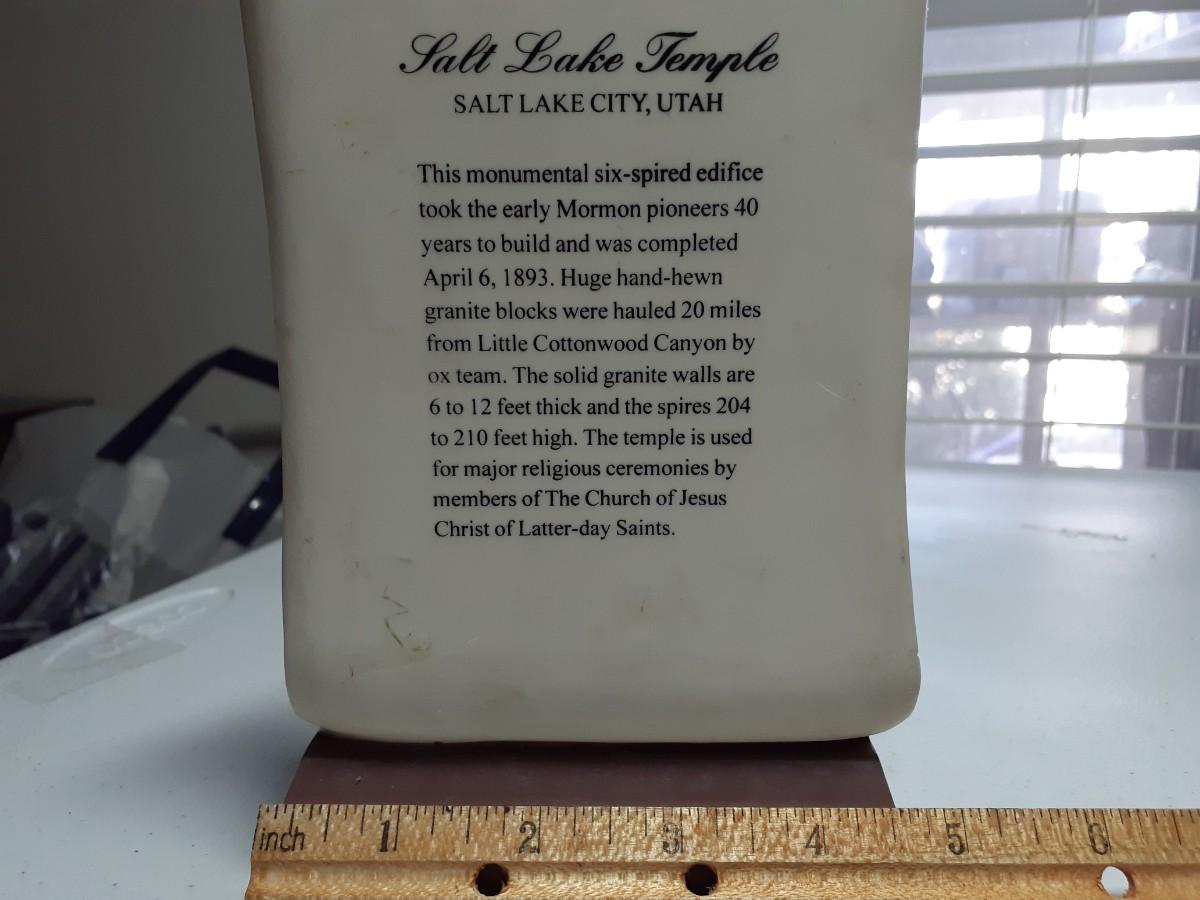 Salt Lake Temple
SALT LAKE CITY, UTAH
This monumental six-spired edifice
took the early Mormon pioneers 40
years to build and was completed
April 6, 1893. Huge hand-hewn
granite blocks were hauled 20 miles
from Little Cottonwood Canyon by
ox team. The solid granite walls are
6 to 12 feet thick and the spires 204
to 210 feet high. The temple is used
for major religious ceremonies by
members of The Church of Jesus
Christ of Latter-day Saints.
inch 1 2 3 4 5 6